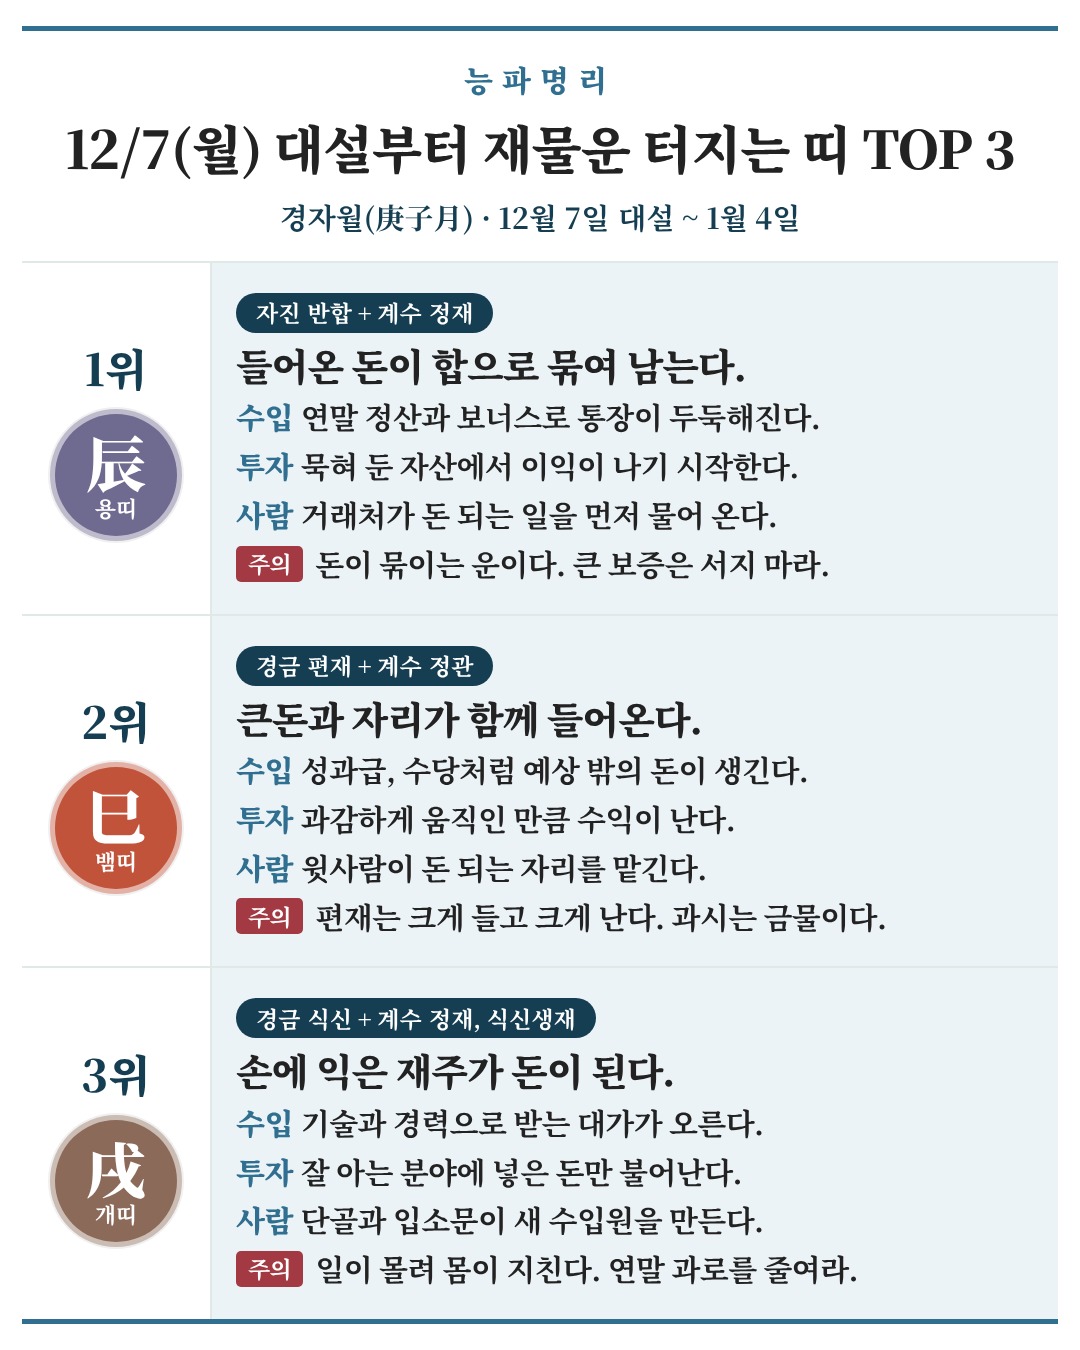 능파명리
12/7(월) 대설부터 재물운 터지는 띠 TOP 3
경자월(庚子月) · 12월 7일 대설 ~ 1월 4일
1위
辰
용띠
자진 반합 + 계수 정재
들어온 돈이 합으로 묶여 남는다.
수입 연말 정산과 보너스로 통장이 두둑해진다.
투자 묵혀 둔 자산에서 이익이 나기 시작한다.
사람 거래처가 돈 되는 일을 먼저 물어 온다.
주의 돈이 묶이는 운이다. 큰 보증은 서지 마라.
2위
巳
뱀띠
경금 편재 + 계수 정관
큰돈과 자리가 함께 들어온다.
수입 성과급, 수당처럼 예상 밖의 돈이 생긴다.
투자 과감하게 움직인 만큼 수익이 난다.
사람 윗사람이 돈 되는 자리를 맡긴다.
주의 편재는 크게 들고 크게 난다. 과시는 금물이다.
3위
戌
개띠
경금 식신 + 계수 정재, 식신생재
손에 익은 재주가 돈이 된다.
수입 기술과 경력으로 받는 대가가 오른다.
투자 잘 아는 분야에 넣은 돈만 불어난다.
사람 단골과 입소문이 새 수입원을 만든다.
주의 일이 몰려 몸이 지친다. 연말 과로를 줄여라.